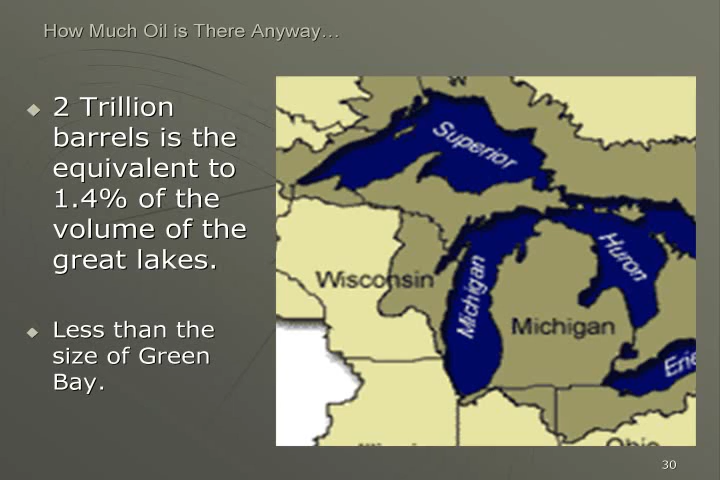 How Much Oil is There Anyway…
2 Trillion
barrels is the
equivalent to
1.4% of the
volume of the
great lakes.
Less than the
size of Green
Bay.
Superior
Huron
Wisconsin
Michigan
Michigan
Erie
Ohio
30